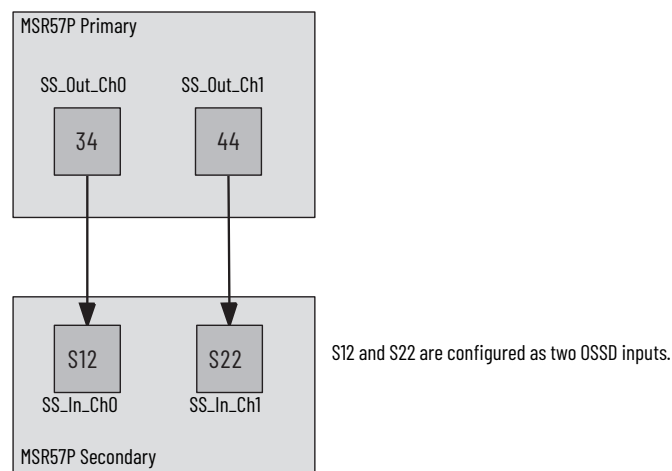 MSR57P Primary
SS_Out_Ch0 SS_Out_Ch1
34 44
S12 S22
S12 and S22 are configured as two OSSD inputs.
SS_In_Ch0 SS_In_Ch1
MSR57P Secondary